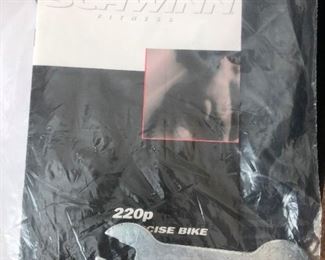 SCHWINN
FITNESS
220p
CISE BIKE